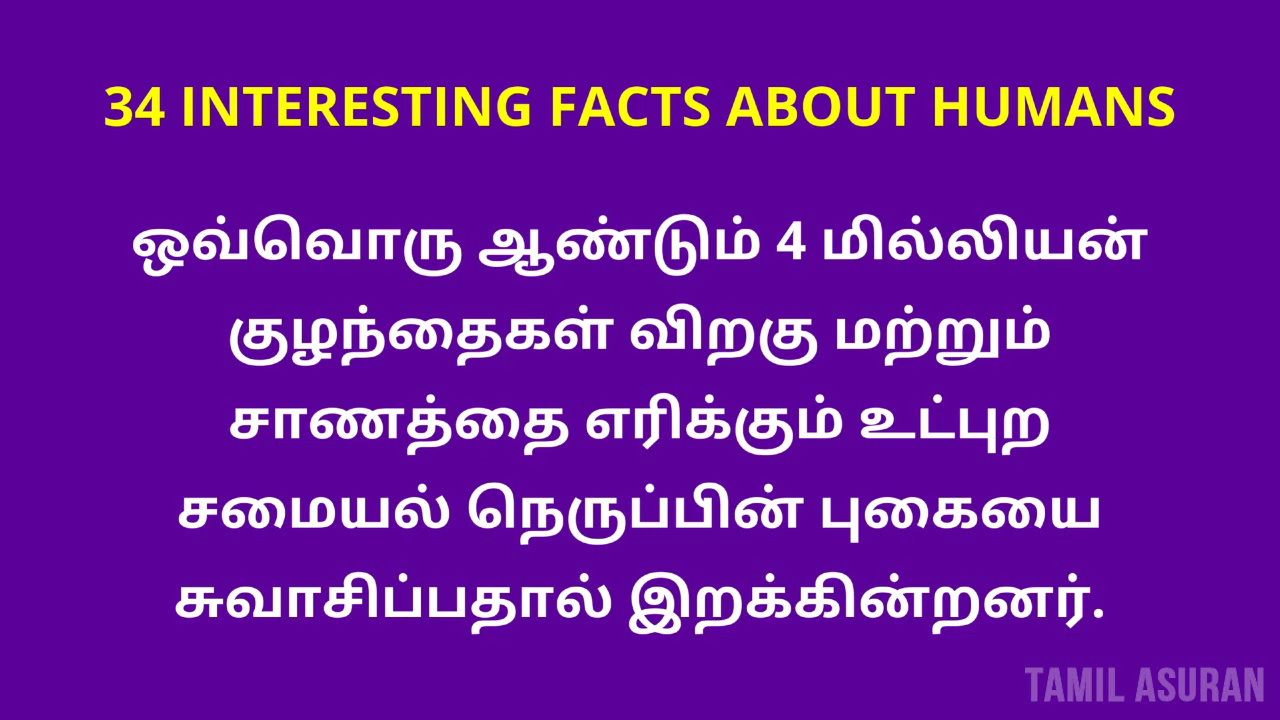 34 INTERESTING FACTS ABOUT HUMANS
ஒவ்வொரு ஆண்டும் 4 மில்லியன்
குழந்தைகள் விறகு மற்றும்
சாணத்தை எரிக்கும் உட்புற
சமையல் நெருப்பின் புகையை
சுவாசிப்பதால் இறக்கின்றனர்.
TAMIL ASURAN